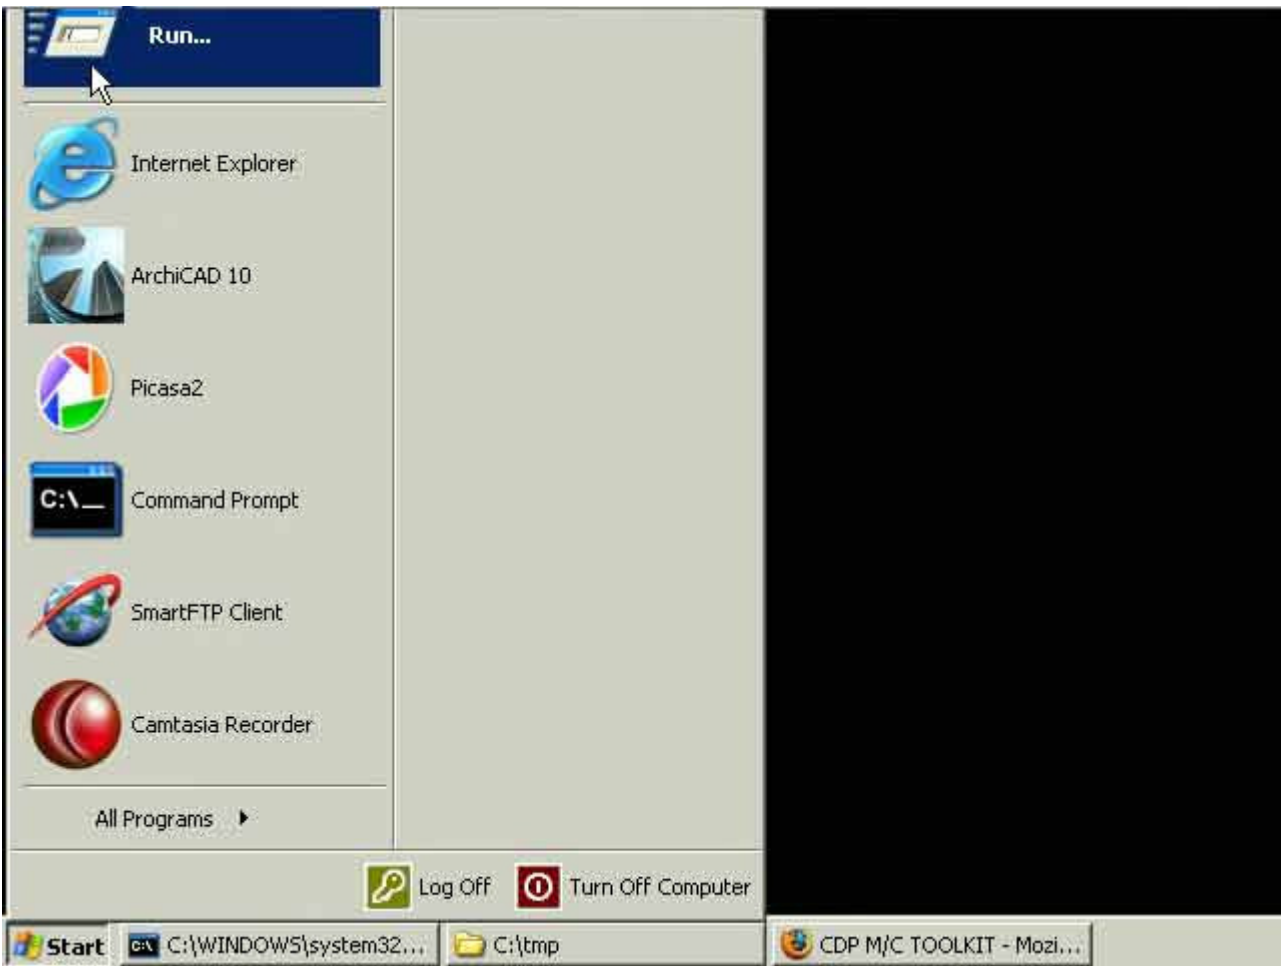 Run...
Internet Explorer
ArchiCAD 10
Picasa2
C:\_
Command Prompt
SmartFTP Client
Camtasia Recorder
All Programs
Log Off
Turn Off Computer
Start
C:\WINDOWS\system32...
C:\tmp
CDP M/C TOOLKIT - Mozi...